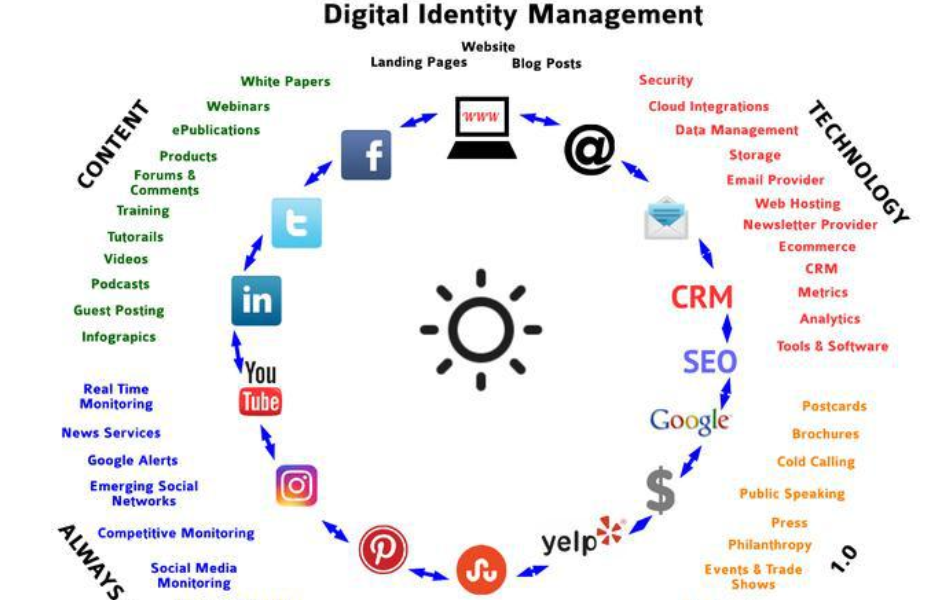 Digital Identity Management
Website
Landing Pages
Blog Posts
CONTENT
White Papers
Webinars
ePublications
Products
Forums &
Comments
Training
Tutorails
Videos
Podcasts
Guest Posting
Infograpics
Real Time
Monitoring
News Services
Google Alerts
Emerging Social
Networks
Competitive Monitoring
Social Media
Monitoring
ALWAYS
www
@
f
t
in
You
Tube
yelp
$
Google
SEO
CRM
TECHNOLOGY
Security
Cloud Integrations
Data Management
Storage
Email Provider
Web Hosting
Newsletter Provider
Ecommerce
CRM
Metrics
Analytics
Tools & Software
Postcards
Brochures
Cold Calling
Public Speaking
Press
Philanthropy
Events & Trade
Shows
1.0